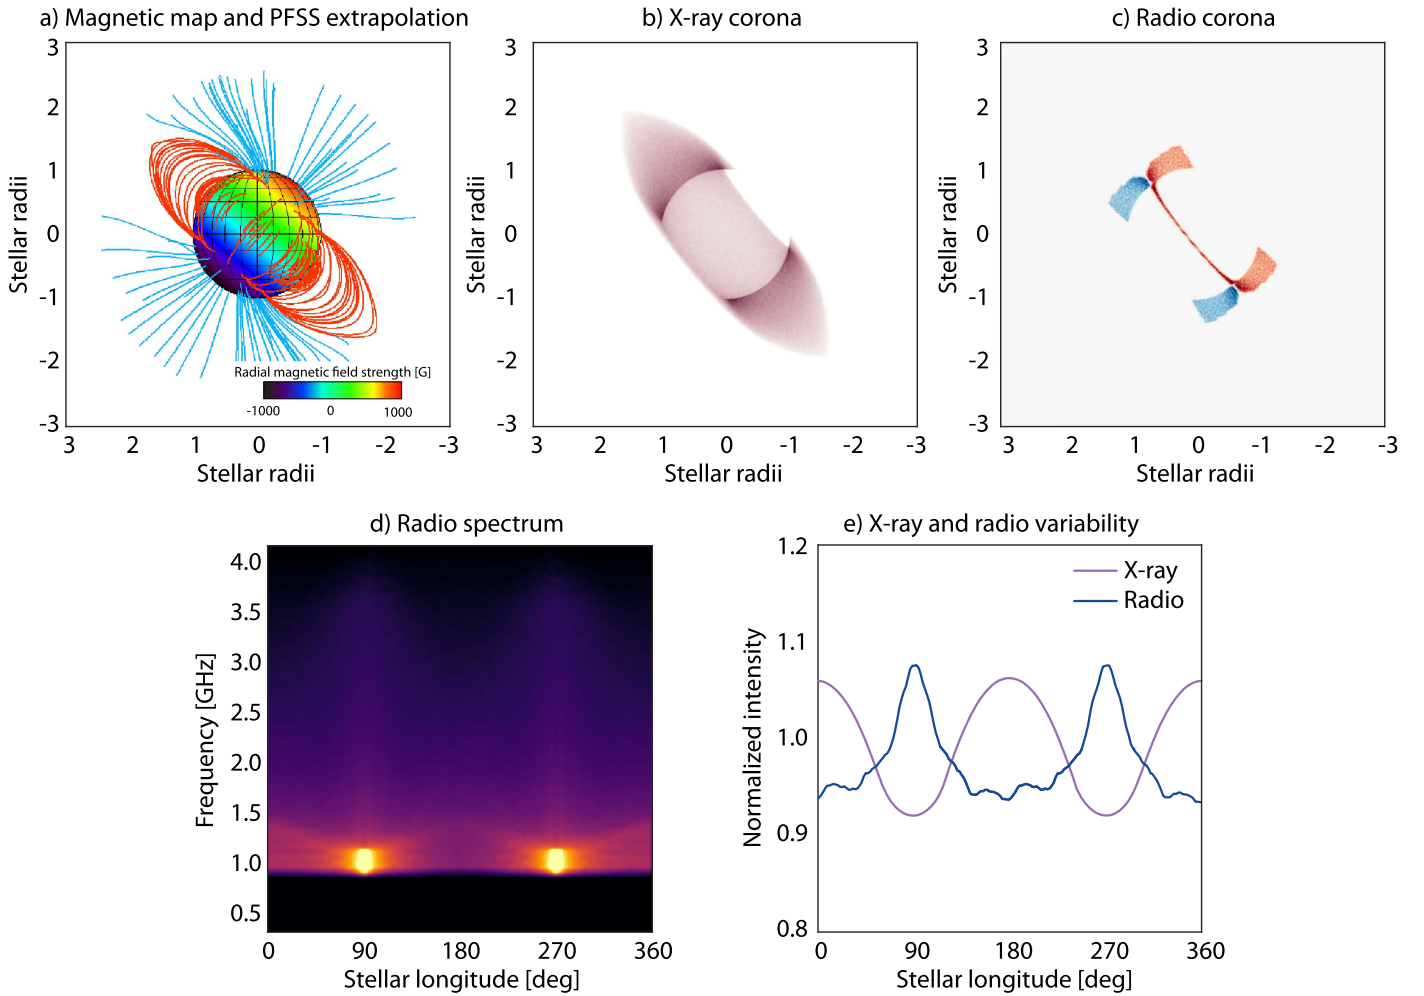 a) Magnetic map and PFSS extrapolation
3
2
1
0
-1
-2
-3
Stellar radii
Radial magnetic field strength [G]
-1000 0 1000
3 2 1 0 -1 -2 -3
Stellar radii
b) X-ray corona
3
2
1
0
-1
-2
-3
Stellar radii
3 2 1 0 -1 -2 -3
Stellar radii
c) Radio corona
3
2
1
0
-1
-2
-3
Stellar radii
3 2 1 0 -1 -2 -3
Stellar radii
d) Radio spectrum
4.0
3.5
3.0
2.5
2.0
1.5
1.0
0.5
Frequency [GHz]
0 90 180 270 360
Stellar longitude [deg]
e) X-ray and radio variability
1.2
1.1
1.0
0.9
0.8
Normalized intensity
X-ray
Radio
0 90 180 270 360
Stellar longitude [deg]